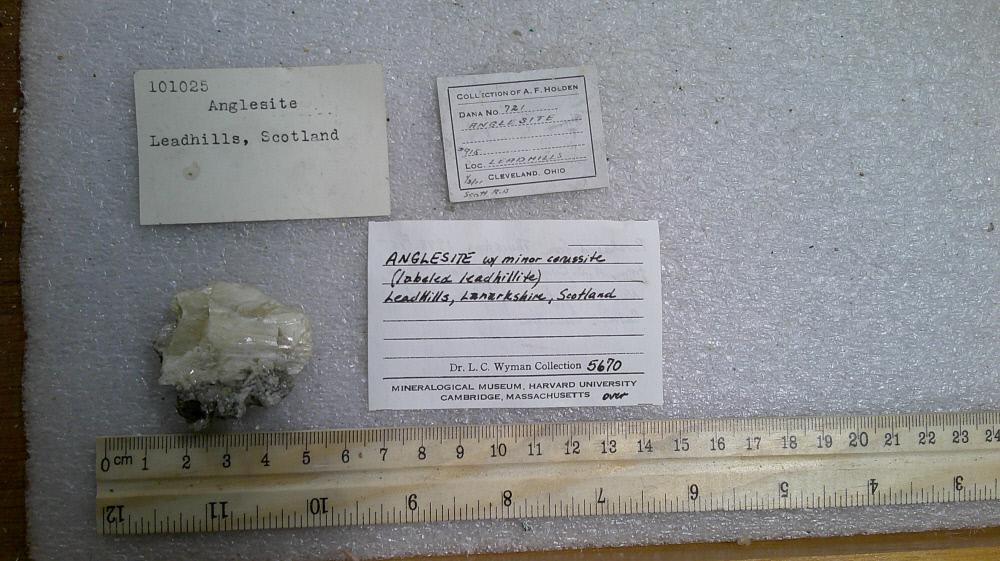 101025
Anglesite
Leadhills, Scotland
COLLECTION OF A. F. HOLDEN
DANA NO. 721
ANGLESITE
LOC. LEADHILLS
CLEVELAND, OHIO
ANGLESITE w/ minor cerussite
(labeled leadhillite)
Leadhills, Lanarkshire, Scotland
Dr. L. C. Wyman Collection 5670
MINERALOGICAL MUSEUM, HARVARD UNIVERSITY
CAMBRIDGE, MASSACHUSETTS over
0 cm 1 2 3 4 5 6 7 8 9 10 11 12 13 14 15 16 17 18 19 20 21 22 23 24
12 11 10 9 8 7 6 5 4 3